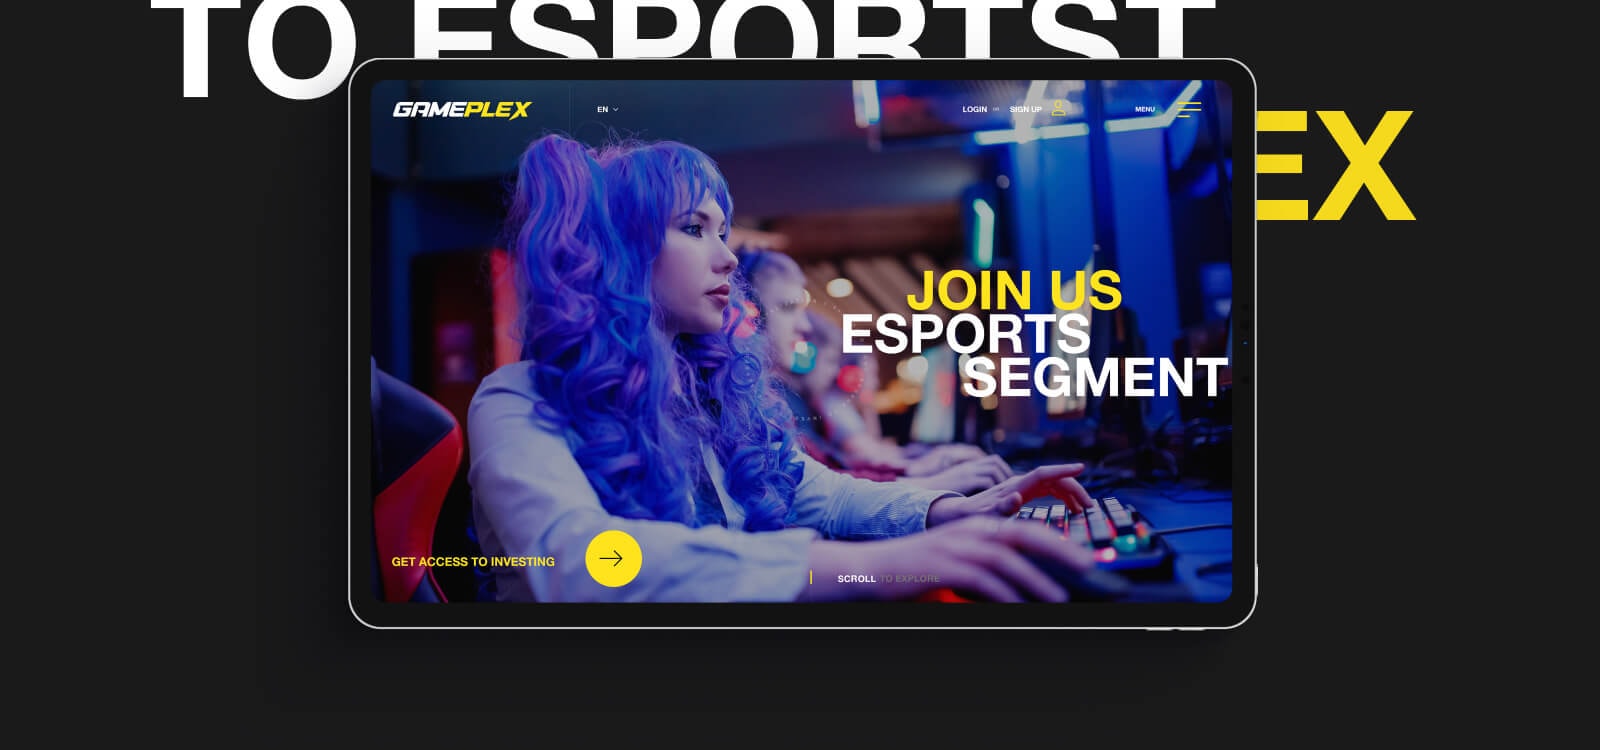 TO ESPORTST
EX
GAMEPLEX
EN
LOGIN OR SIGN UP
MENU
JOIN US
ESPORTS
SEGMENT
GET ACCESS TO INVESTING
SCROLL TO EXPLORE